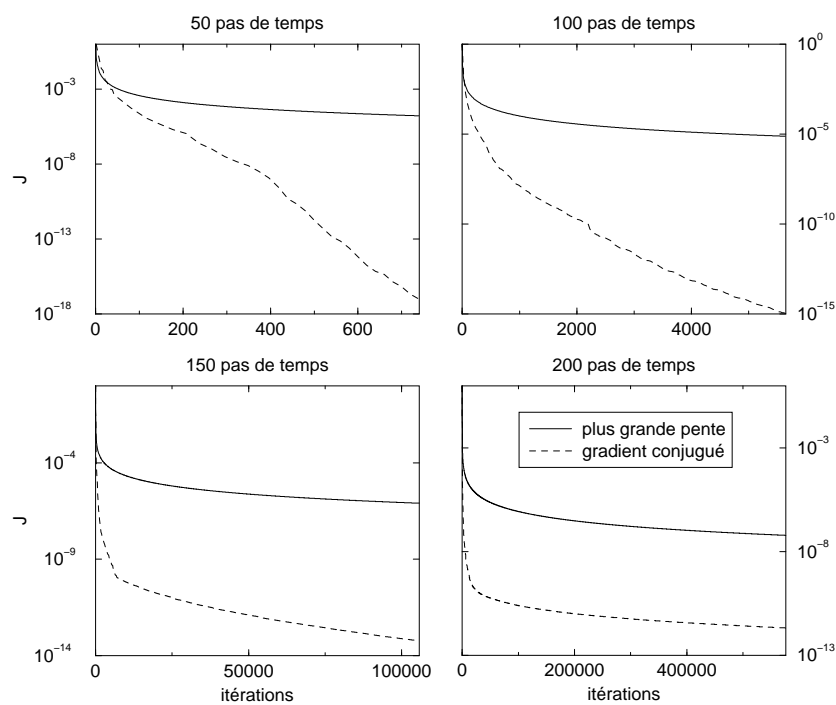 50 pas de temps
100 pas de temps
10^-3
10^-8
10^-13
10^-18
J
0
200
400
600
10^0
10^-5
10^-10
10^-15
0
2000
4000
150 pas de temps
200 pas de temps
10^-4
10^-9
10^-14
J
0
50000
100000
itérations
plus grande pente
gradient conjugué
10^-3
10^-8
10^-13
0
200000
400000
itérations